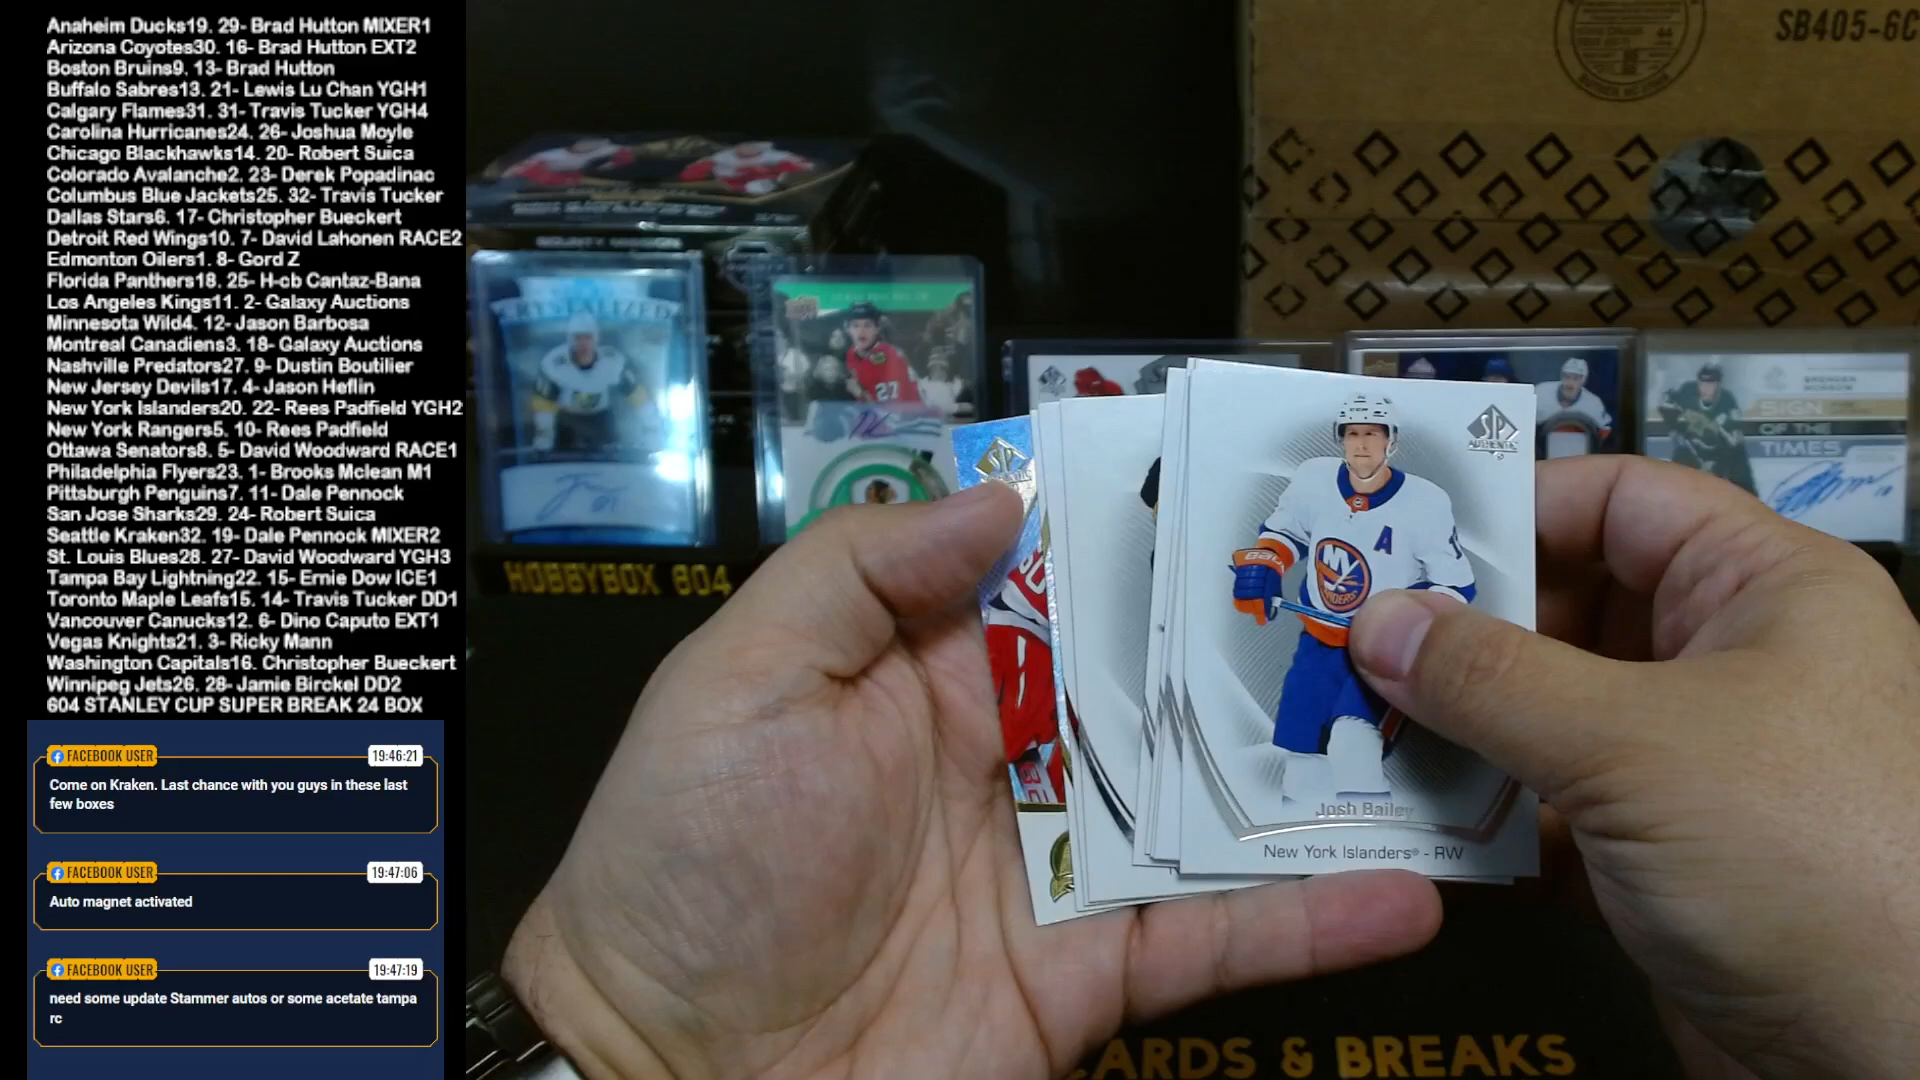 Anaheim Ducks19. 29- Brad Hutton MIXER1
Arizona Coyotes30. 16- Brad Hutton EXT2
Boston Bruins9. 13- Brad Hutton
Buffalo Sabres13. 21- Lewis Lu Chan YGH1
Calgary Flames31. 31- Travis Tucker YGH4
Carolina Hurricanes24. 26- Joshua Moyle
Chicago Blackhawks14. 20- Robert Suica
Colorado Avalanche2. 23- Derek Popadinac
Columbus Blue Jackets25. 32- Travis Tucker
Dallas Stars6. 17- Christopher Bueckert
Detroit Red Wings10. 7- David Lahonen RACE2
Edmonton Oilers1. 8- Gord Z
Florida Panthers18. 25- H-cb Cantaz-Bana
Los Angeles Kings11. 2- Galaxy Auctions
Minnesota Wild4. 12- Jason Barbosa
Montreal Canadiens3. 18- Galaxy Auctions
Nashville Predators27. 9- Dustin Boutilier
New Jersey Devils17. 4- Jason Heflin
New York Islanders20. 22- Rees Padfield YGH2
New York Rangers5. 10- Rees Padfield
Ottawa Senators8. 5- David Woodward RACE1
Philadelphia Flyers23. 1- Brooks Mclean M1
Pittsburgh Penguins7. 11- Dale Pennock
San Jose Sharks29. 24- Robert Suica
Seattle Kraken32. 19- Dale Pennock MIXER2
St. Louis Blues28. 27- David Woodward YGH3
Tampa Bay Lightning22. 15- Ernie Dow ICE1
Toronto Maple Leafs15. 14- Travis Tucker DD1
Vancouver Canucks12. 6- Dino Caputo EXT1
Vegas Knights21. 3- Ricky Mann
Washington Capitals16. Christopher Bueckert
Winnipeg Jets26. 28- Jamie Birckel DD2
604 STANLEY CUP SUPER BREAK 24 BOX
FACEBOOK USER 19:46:21
Come on Kraken. Last chance with you guys in these last
few boxes
FACEBOOK USER 19:47:06
Auto magnet activated
FACEBOOK USER 19:47:19
need some update Stammer autos or some acetate tampa
rc
SB405-6C
27
OF THE
TIMES
HOBBYBOX 604
SP
AUTHENTIC
A
NY
Josh Bailey
New York Islanders® - RW
CARDS & BREAKS